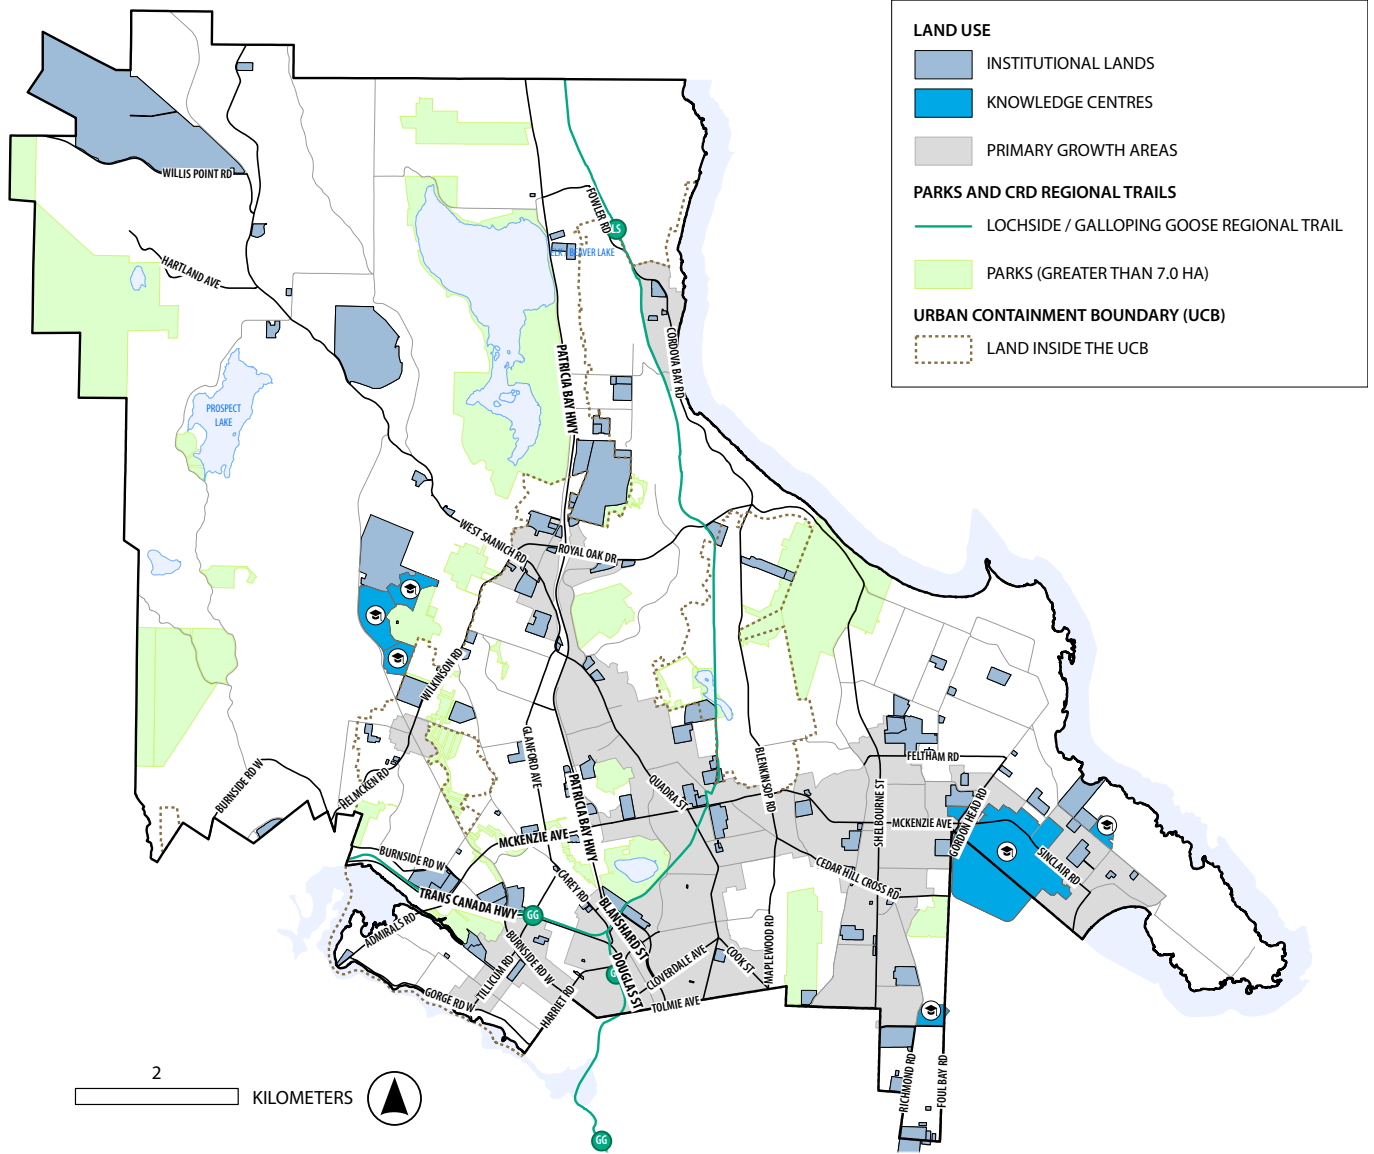 LAND USE
INSTITUTIONAL LANDS
KNOWLEDGE CENTRES
PRIMARY GROWTH AREAS
PARKS AND CRD REGIONAL TRAILS
LOCHSIDE / GALLOPING GOOSE REGIONAL TRAIL
PARKS (GREATER THAN 7.0 HA)
URBAN CONTAINMENT BOUNDARY (UCB)
LAND INSIDE THE UCB
WILLIS POINT RD
HARTLAND AVE
FOWLER RD
LS
BEAVER LAKE
CORDOVA BAY RD
PATRICIA BAY HWY
PROSPECT
LAKE
WEST SAANICH RD
ROYAL OAK DR
WILKINSON RD
GLANFORD AVE
QUADRA ST
BLENKINSOP RD
FELTHAM RD
SHELBOURNE ST
GORDON HEAD RD
BURNSIDE RD W
HELMCKEN RD
PATRICIA BAY HWY
MCKENZIE AVE
MCKENZIE AVE
SINCLAIR RD
CEDAR HILL CROSS RD
BURNSIDE RD W
TRANS CANADA HWY
CAREY RD
GG
BLANSHARD ST
ADMIRALS RD
BURNSIDE RD W
DOUGLAS ST
CLOVERDALE AVE
COOK ST
MAPLEWOOD RD
TILLICUM RD
GORGE RD W
HARRIET RD
TOLMIE AVE
RICHMOND RD
FOUL BAY RD
2
KILOMETERS
GG